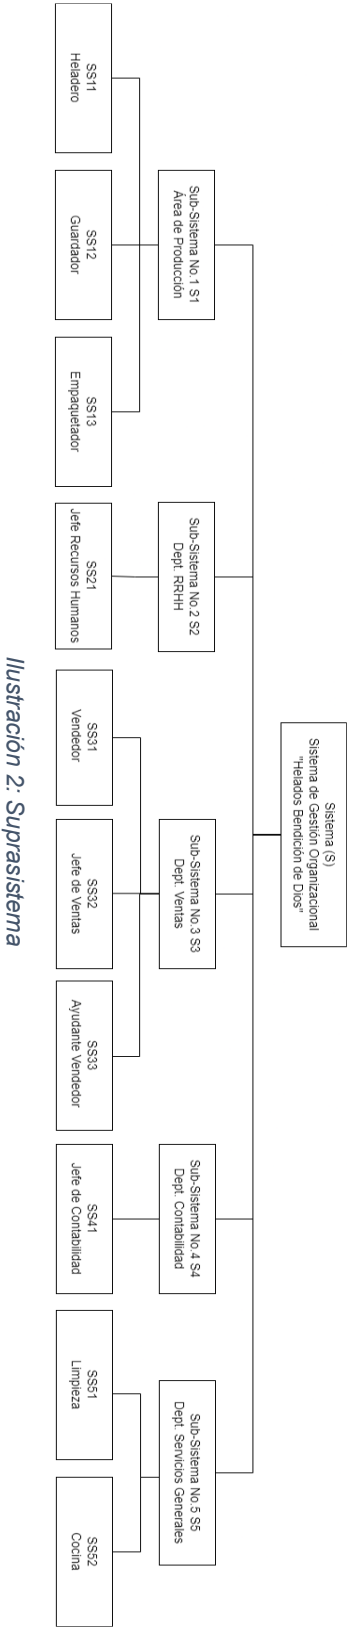 Sistema (S)
Sistema de Gestión Organizacional
"Helados Bendición de Dios"
Sub-Sistema No.1 S1
Área de Producción
Sub-Sistema No.2 S2
Dept. RRHH
Sub-Sistema No.3 S3
Dept. Ventas
Sub-Sistema No.4 S4
Dept. Contabilidad
Sub-Sistema No.5 S5
Dept. Servicios Generales
SS11
Heladero
SS12
Guardador
SS13
Empaquetador
SS21
Jefe Recursos Humanos
SS31
Vendedor
SS32
Jefe de Ventas
SS33
Ayudante Vendedor
SS41
Jefe de Contabilidad
SS51
Limpieza
SS52
Cocina
Ilustración 2: Suprasistema